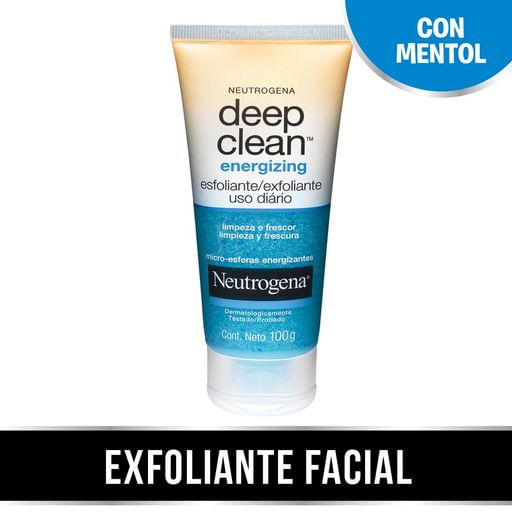 CON
MENTOL
NEUTROGENA
deep
clean™
energizing
esfoliante/exfoliante
uso diário
limpeza e frescor
limpieza y frescura
micro-esferas energizantes
Neutrogena®
Dermatologicamente
Testado/Probado
Cont. Neto 100g
EXFOLIANTE FACIAL